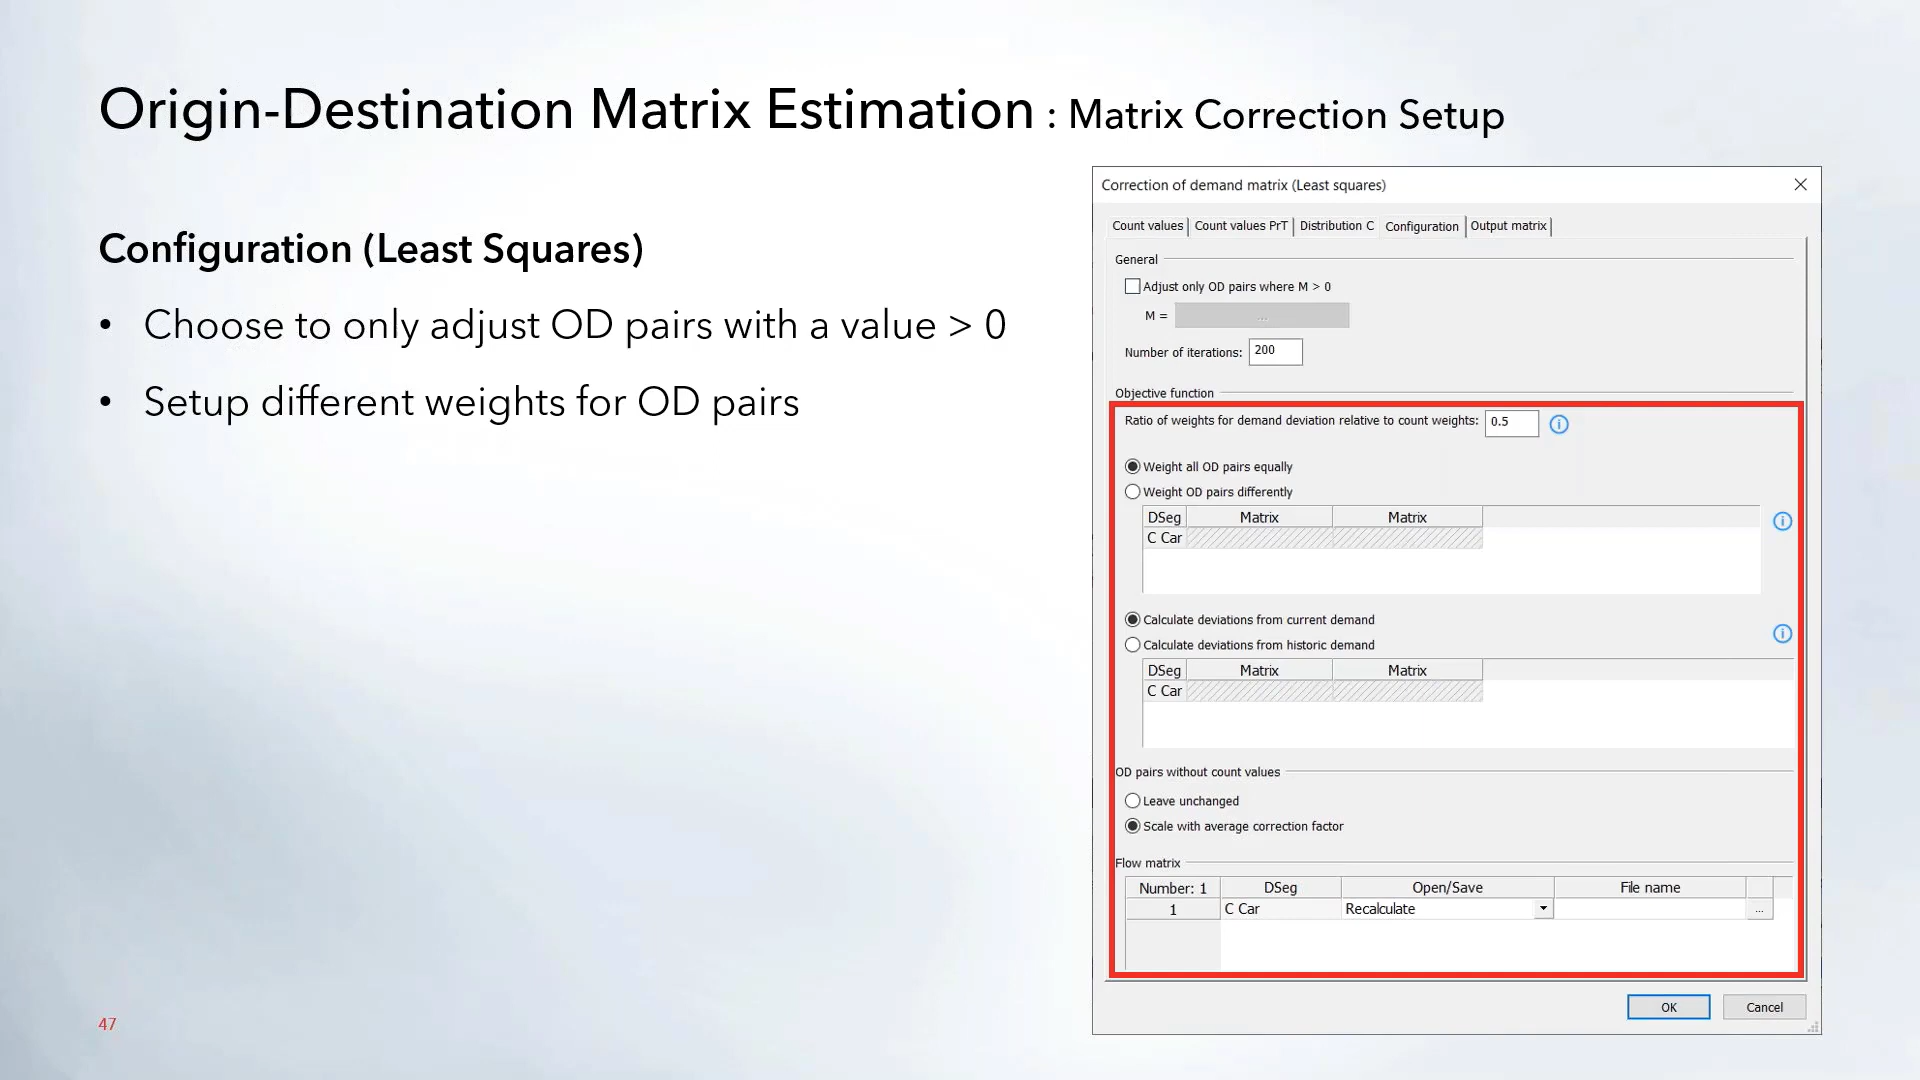 Origin-Destination Matrix Estimation : Matrix Correction Setup
Configuration (Least Squares)
• Choose to only adjust OD pairs with a value > 0
• Setup different weights for OD pairs
47
Correction of demand matrix (Least squares)
Count values Count values PrT Distribution C Configuration Output matrix
General
Adjust only OD pairs where M > 0
M = ...
Number of iterations: 200
Objective function
Ratio of weights for demand deviation relative to count weights: 0.5
Weight all OD pairs equally
Weight OD pairs differently
DSeg Matrix Matrix
C Car
Calculate deviations from current demand
Calculate deviations from historic demand
DSeg Matrix Matrix
C Car
OD pairs without count values
Leave unchanged
Scale with average correction factor
Flow matrix
Number: 1 DSeg Open/Save File name
1 C Car Recalculate ...
OK Cancel